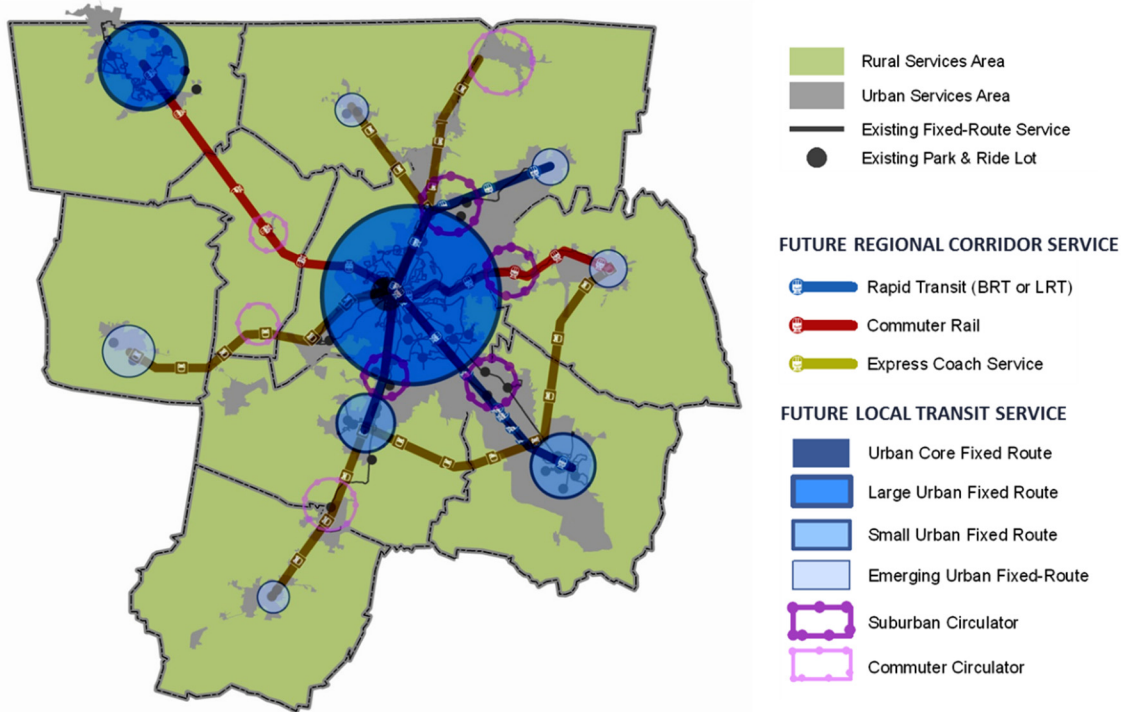 Rural Services Area
Urban Services Area
Existing Fixed-Route Service
Existing Park & Ride Lot
FUTURE REGIONAL CORRIDOR SERVICE
Rapid Transit (BRT or LRT)
Commuter Rail
Express Coach Service
FUTURE LOCAL TRANSIT SERVICE
Urban Core Fixed Route
Large Urban Fixed Route
Small Urban Fixed Route
Emerging Urban Fixed-Route
Suburban Circulator
Commuter Circulator